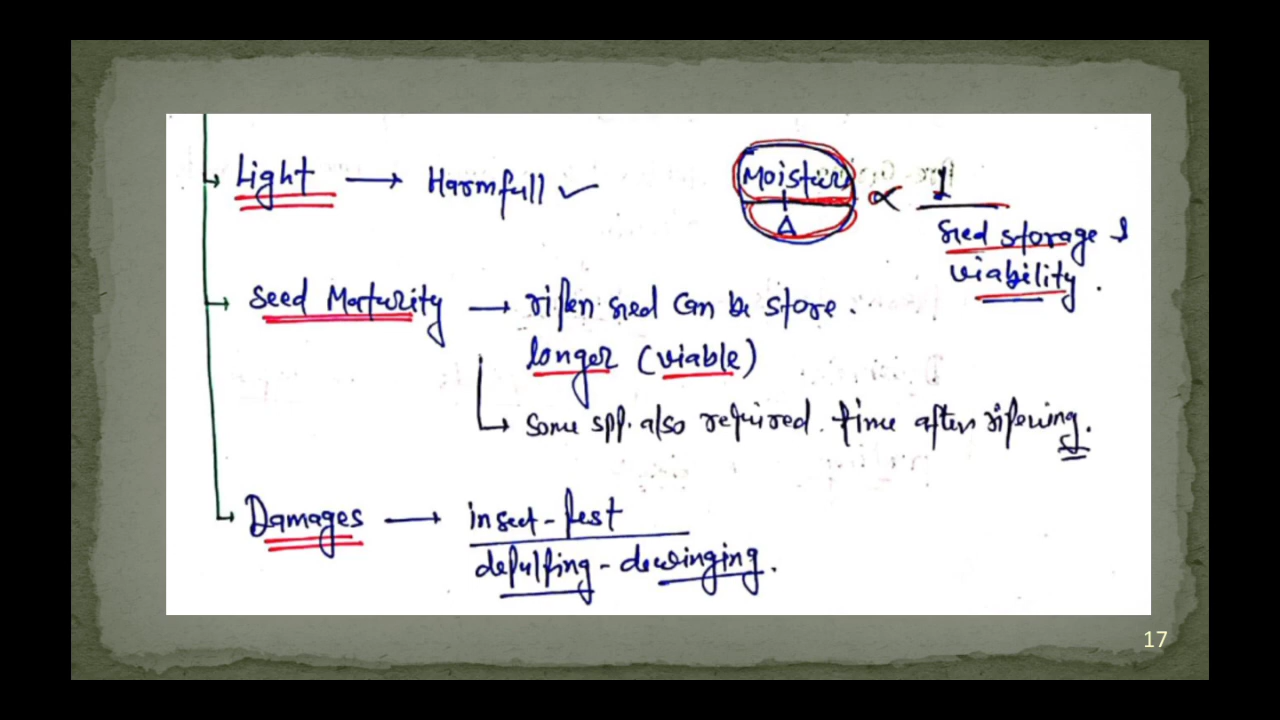 Light → Harmfull ✓
Moisture
A
∝ 1
seed storage &
viability.
Seed Maturity → ripen seed can be store.
longer (viable)
↳ Some spp. also required. time after ripening.
Damages → insect-pest
depulping - dewinging.
17